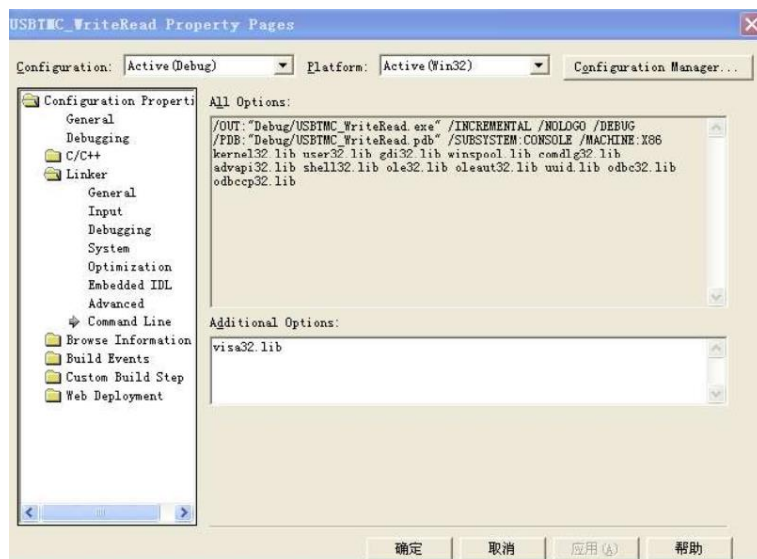 USBTMC_WriteRead Property Pages
Configuration: Active(Debug) Platform: Active(Win32) Configuration Manager...
Configuration Properti
General
Debugging
C/C++
Linker
General
Input
Debugging
System
Optimization
Embedded IDL
Advanced
Command Line
Browse Information
Build Events
Custom Build Step
Web Deployment
All Options:
/OUT:"Debug/USBTMC_WriteRead.exe" /INCREMENTAL /NOLOGO /DEBUG
/PDB:"Debug/USBTMC_WriteRead.pdb" /SUBSYSTEM:CONSOLE /MACHINE:X86
kernel32.lib user32.lib gdi32.lib winspool.lib comdlg32.lib
advapi32.lib shell32.lib ole32.lib oleaut32.lib uuid.lib odbc32.lib
odbccp32.lib
Additional Options:
visa32.lib
确定 取消 应用(A) 帮助